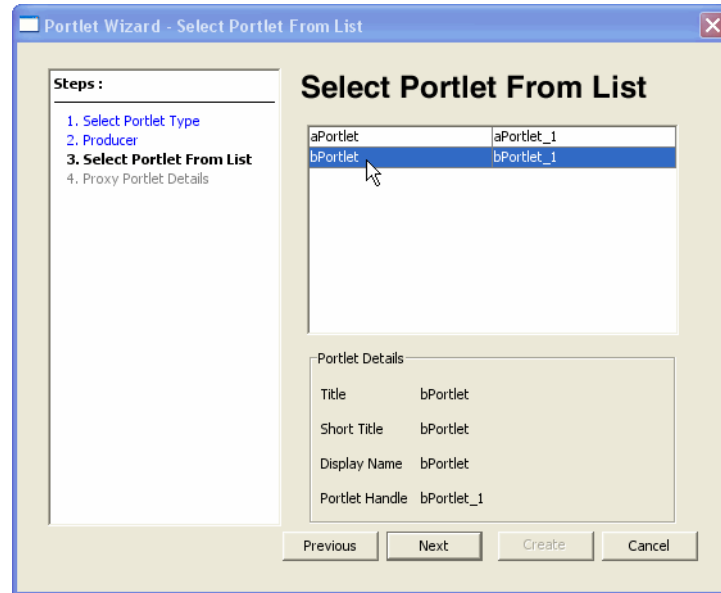 Portlet Wizard - Select Portlet From List
Steps :
1. Select Portlet Type
2. Producer
3. Select Portlet From List
4. Proxy Portlet Details
Select Portlet From List
aPortlet aPortlet_1
bPortlet bPortlet_1
Portlet Details
Title bPortlet
Short Title bPortlet
Display Name bPortlet
Portlet Handle bPortlet_1
Previous Next Create Cancel